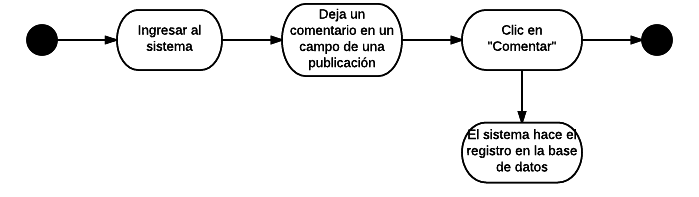 Ingresar al
sistema
Deja un
comentario en un
campo de una
publicación
Clic en
"Comentar"
El sistema hace el
registro en la base
de datos